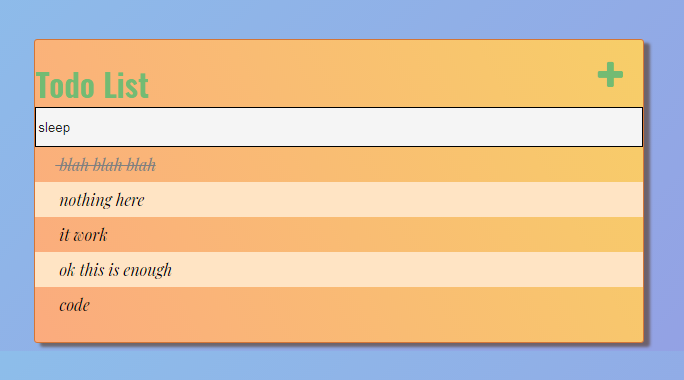 Todo List
sleep
blah blah blah
nothing here
it work
ok this is enough
code